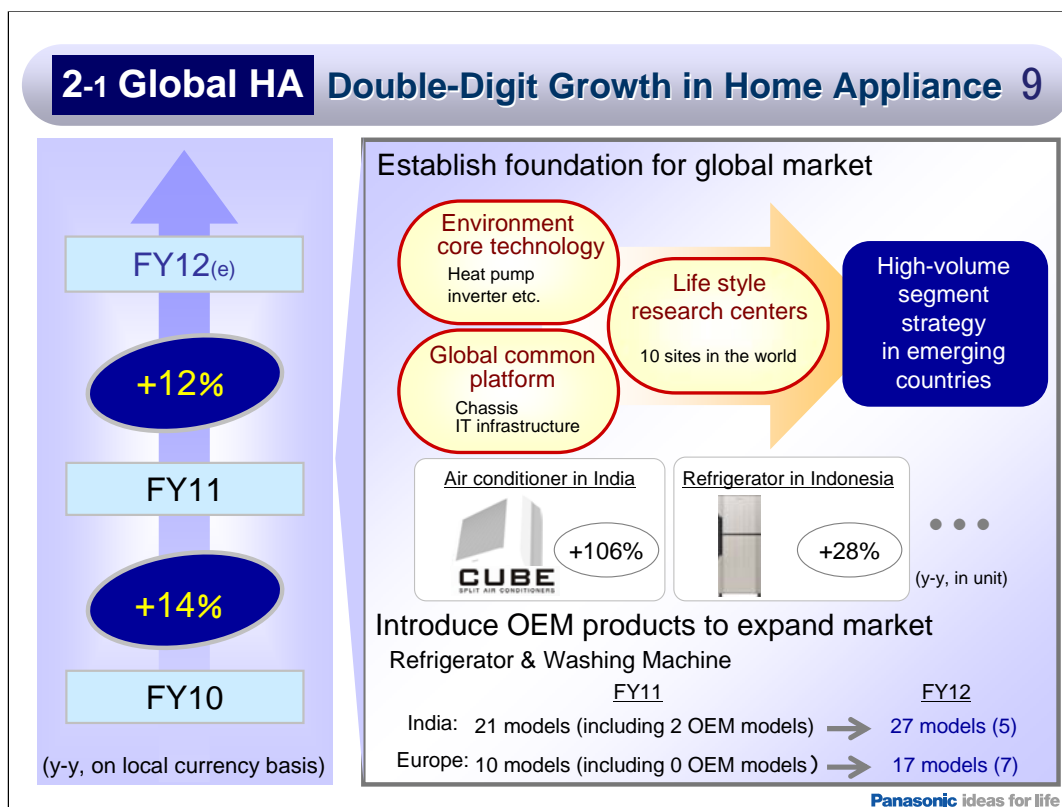 2-1 Global HA Double-Digit Growth in Home Appliance 9
FY12(e)
+12%
FY11
+14%
FY10
(y-y, on local currency basis)
Establish foundation for global market
Environment
core technology
Heat pump
inverter etc.
Global common
platform
Chassis
IT infrastructure
Life style
research centers
10 sites in the world
High-volume
segment
strategy
in emerging
countries
Air conditioner in India
CUBE
SPLIT AIR CONDITIONERS
+106%
Refrigerator in Indonesia
+28%
• • •
(y-y, in unit)
Introduce OEM products to expand market
Refrigerator & Washing Machine
FY11 FY12
India: 21 models (including 2 OEM models) → 27 models (5)
Europe: 10 models (including 0 OEM models) → 17 models (7)
Panasonic ideas for life